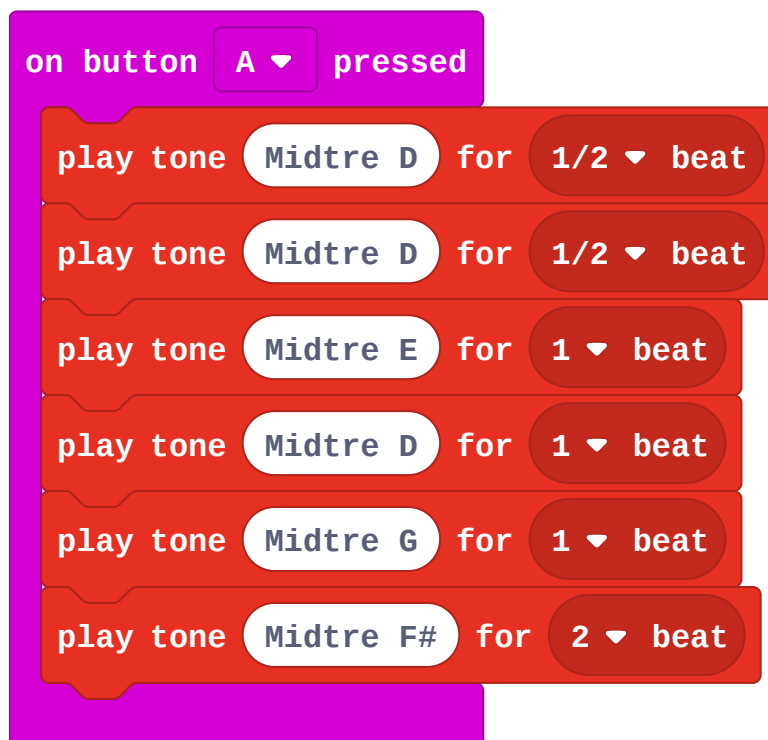 on button A pressed
play tone Midtre D for 1/2 beat
play tone Midtre D for 1/2 beat
play tone Midtre E for 1 beat
play tone Midtre D for 1 beat
play tone Midtre G for 1 beat
play tone Midtre F# for 2 beat